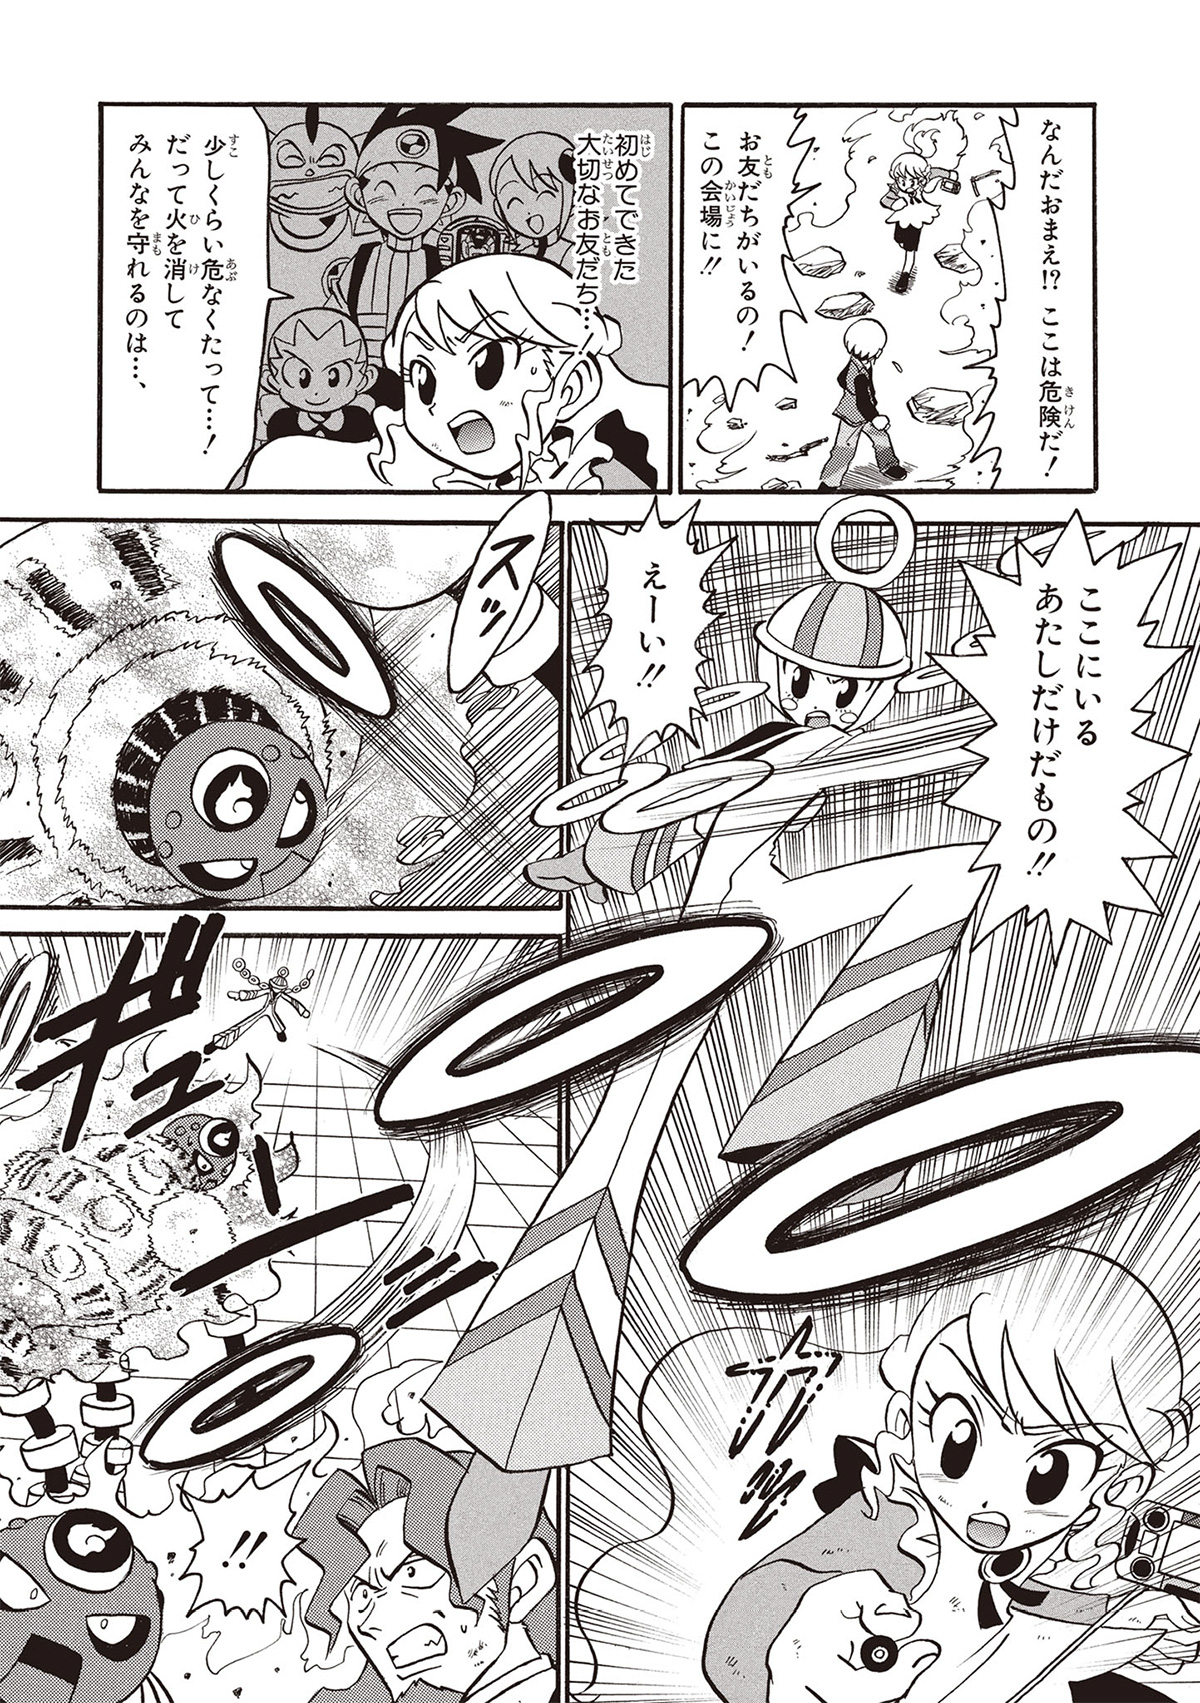 なんだおまえ!? ここは危険だ!
お友だちがいるの!
この会場に!!
初めてできた
大切なお友だち…!
少しくらい危なくたって…!
だって火を消して
みんなを守れるのは…、
ここにいる
あたしだけだもの!!
えーい!!
スッ
ギュ
!!